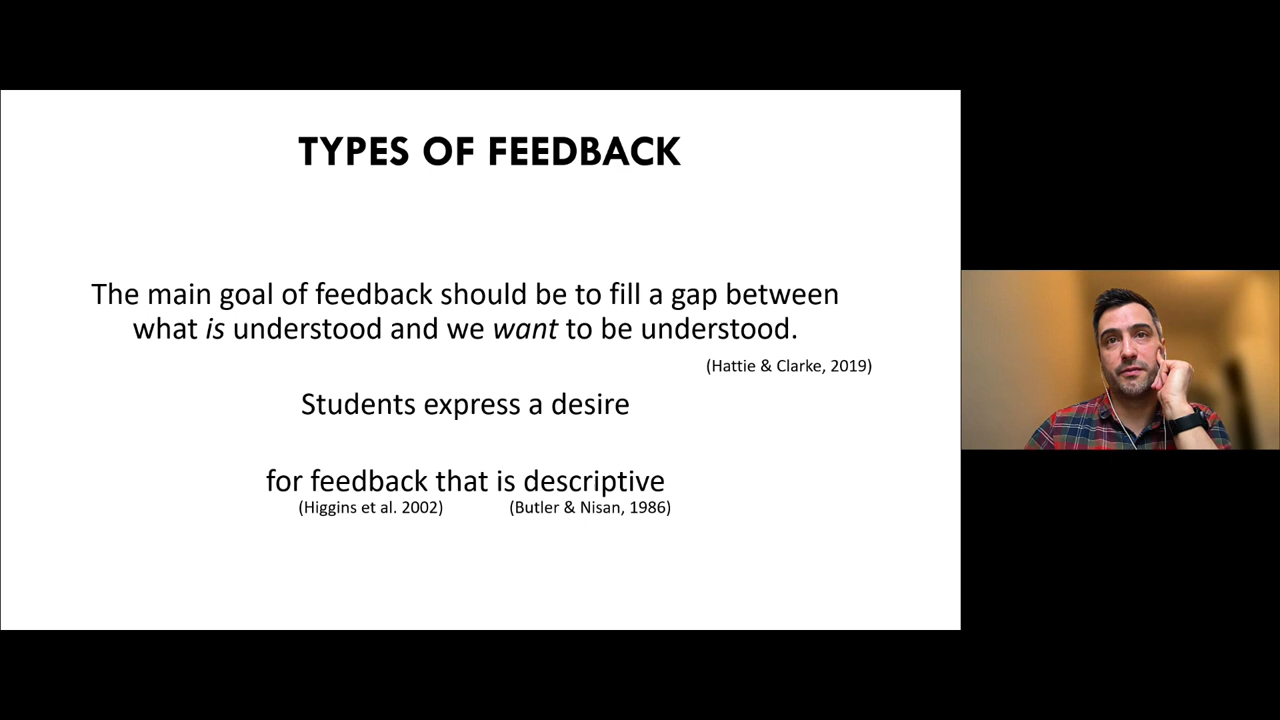 TYPES OF FEEDBACK
The main goal of feedback should be to fill a gap between
what is understood and we want to be understood.
(Hattie & Clarke, 2019)
Students express a desire
for feedback that is descriptive
(Higgins et al. 2002) (Butler & Nisan, 1986)